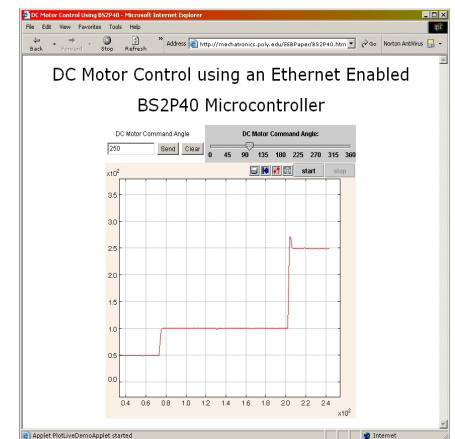 DC Motor Control Using BS2P40 - Microsoft Internet Explorer
File Edit View Favorites Tools Help
Back Forward Stop Refresh » Address http://mechatronics.poly.edu/EEBPaper/BS2P40.htm Go Norton AntiVirus
DC Motor Control using an Ethernet Enabled
BS2P40 Microcontroller
DC Motor Command Angle
250 Send Clear
DC Motor Command Angle:
0 45 90 135 180 225 270 315 360
start stop
x10²
3.5
3.0
2.5
2.0
1.5
1.0
0.5
0.0
0.4 0.6 0.8 1.0 1.2 1.4 1.6 1.8 2.0 2.2 2.4
x10²
Applet PlotLiveDemoApplet started Internet